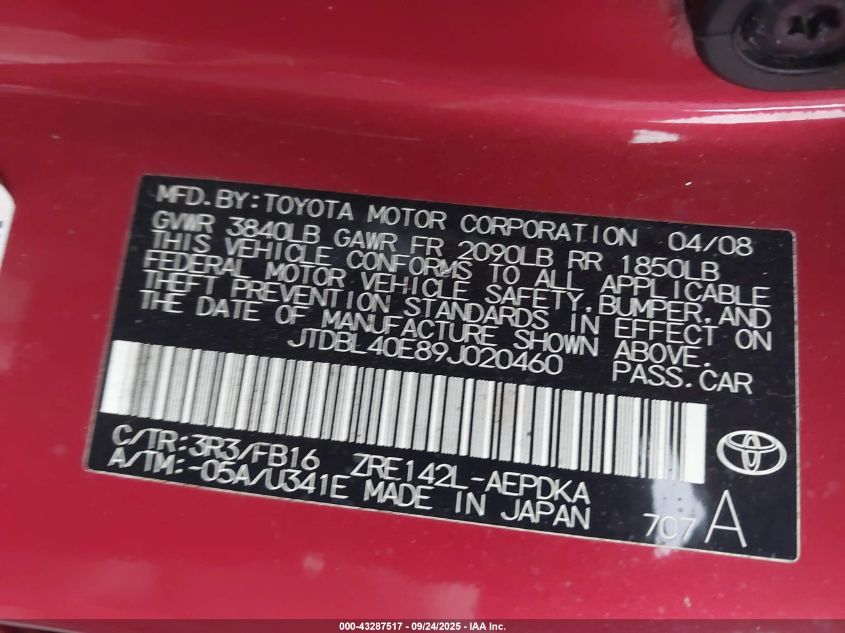 MFD.BY:TOYOTA MOTOR CORPORATION 04/08
GVWR 3840LB GAWR FR 2090LB RR 1850LB
THIS VEHICLE CONFORMS TO ALL APPLICABLE
FEDERAL MOTOR VEHICLE SAFETY,BUMPER,AND
THEFT PREVENTION STANDARDS IN EFFECT ON
THE DATE OF MANUFACTURE SHOWN ABOVE.
JTDBL40E89J020460 PASS.CAR
C/TR:3R3/FB16 ZRE142L-AEPDKA
A/TM:-05A/U341E MADE IN JAPAN 707 A
000-43287517 - 09/24/2025 - IAA Inc.